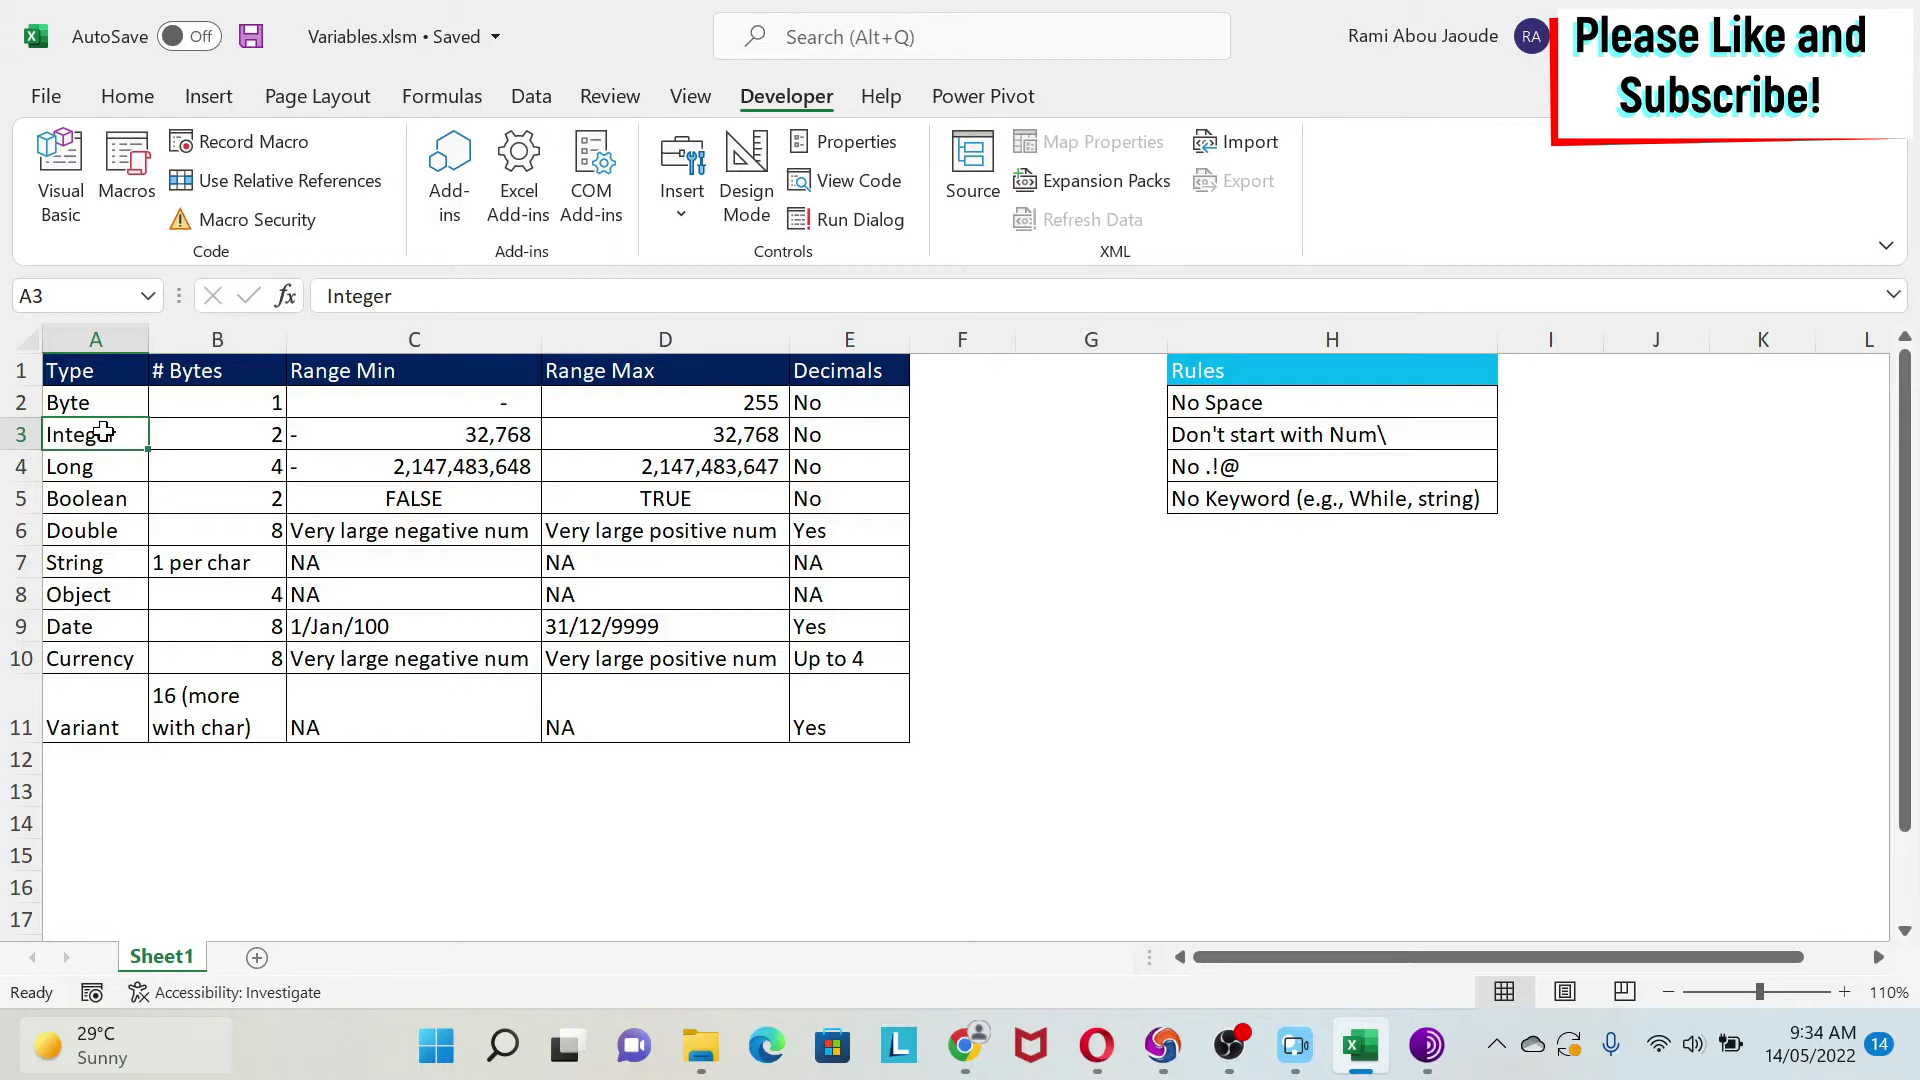 AutoSave Off Variables.xlsm • Saved Search (Alt+Q) Rami Abou Jaoude RA
Please Like and
Subscribe!
File Home Insert Page Layout Formulas Data Review View Developer Help Power Pivot
Visual Basic
Macros
Record Macro
Use Relative References
Macro Security
Code
Add-ins
Excel Add-ins
COM Add-ins
Add-ins
Insert
Design Mode
Properties
View Code
Run Dialog
Controls
Source
Map Properties
Expansion Packs
Refresh Data
Import
Export
XML
A3 fx Integer
A B C D E F G H I J K L
1 Type # Bytes Range Min Range Max Decimals Rules
2 Byte 1 - 255 No No Space
3 Integ 2 - 32,768 32,768 No Don't start with Num\
4 Long 4 - 2,147,483,648 2,147,483,647 No No .!@
5 Boolean 2 FALSE TRUE No No Keyword (e.g., While, string)
6 Double 8 Very large negative num Very large positive num Yes
7 String 1 per char NA NA NA
8 Object 4 NA NA NA
9 Date 8 1/Jan/100 31/12/9999 Yes
10 Currency 8 Very large negative num Very large positive num Up to 4
16 (more
11 Variant with char) NA NA Yes
12
13
14
15
16
17
Sheet1
Ready Accessibility: Investigate 110%
29°C
Sunny
9:34 AM
14/05/2022 14